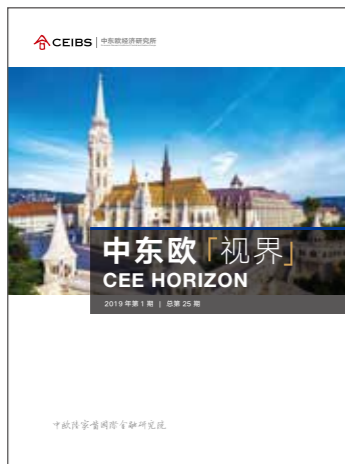 CEIBS | 中东欧经济研究所
中东欧「视界」
CEE HORIZON
2019 年第 1 期 | 总第 25 期
中欧陆家嘴国际金融研究院